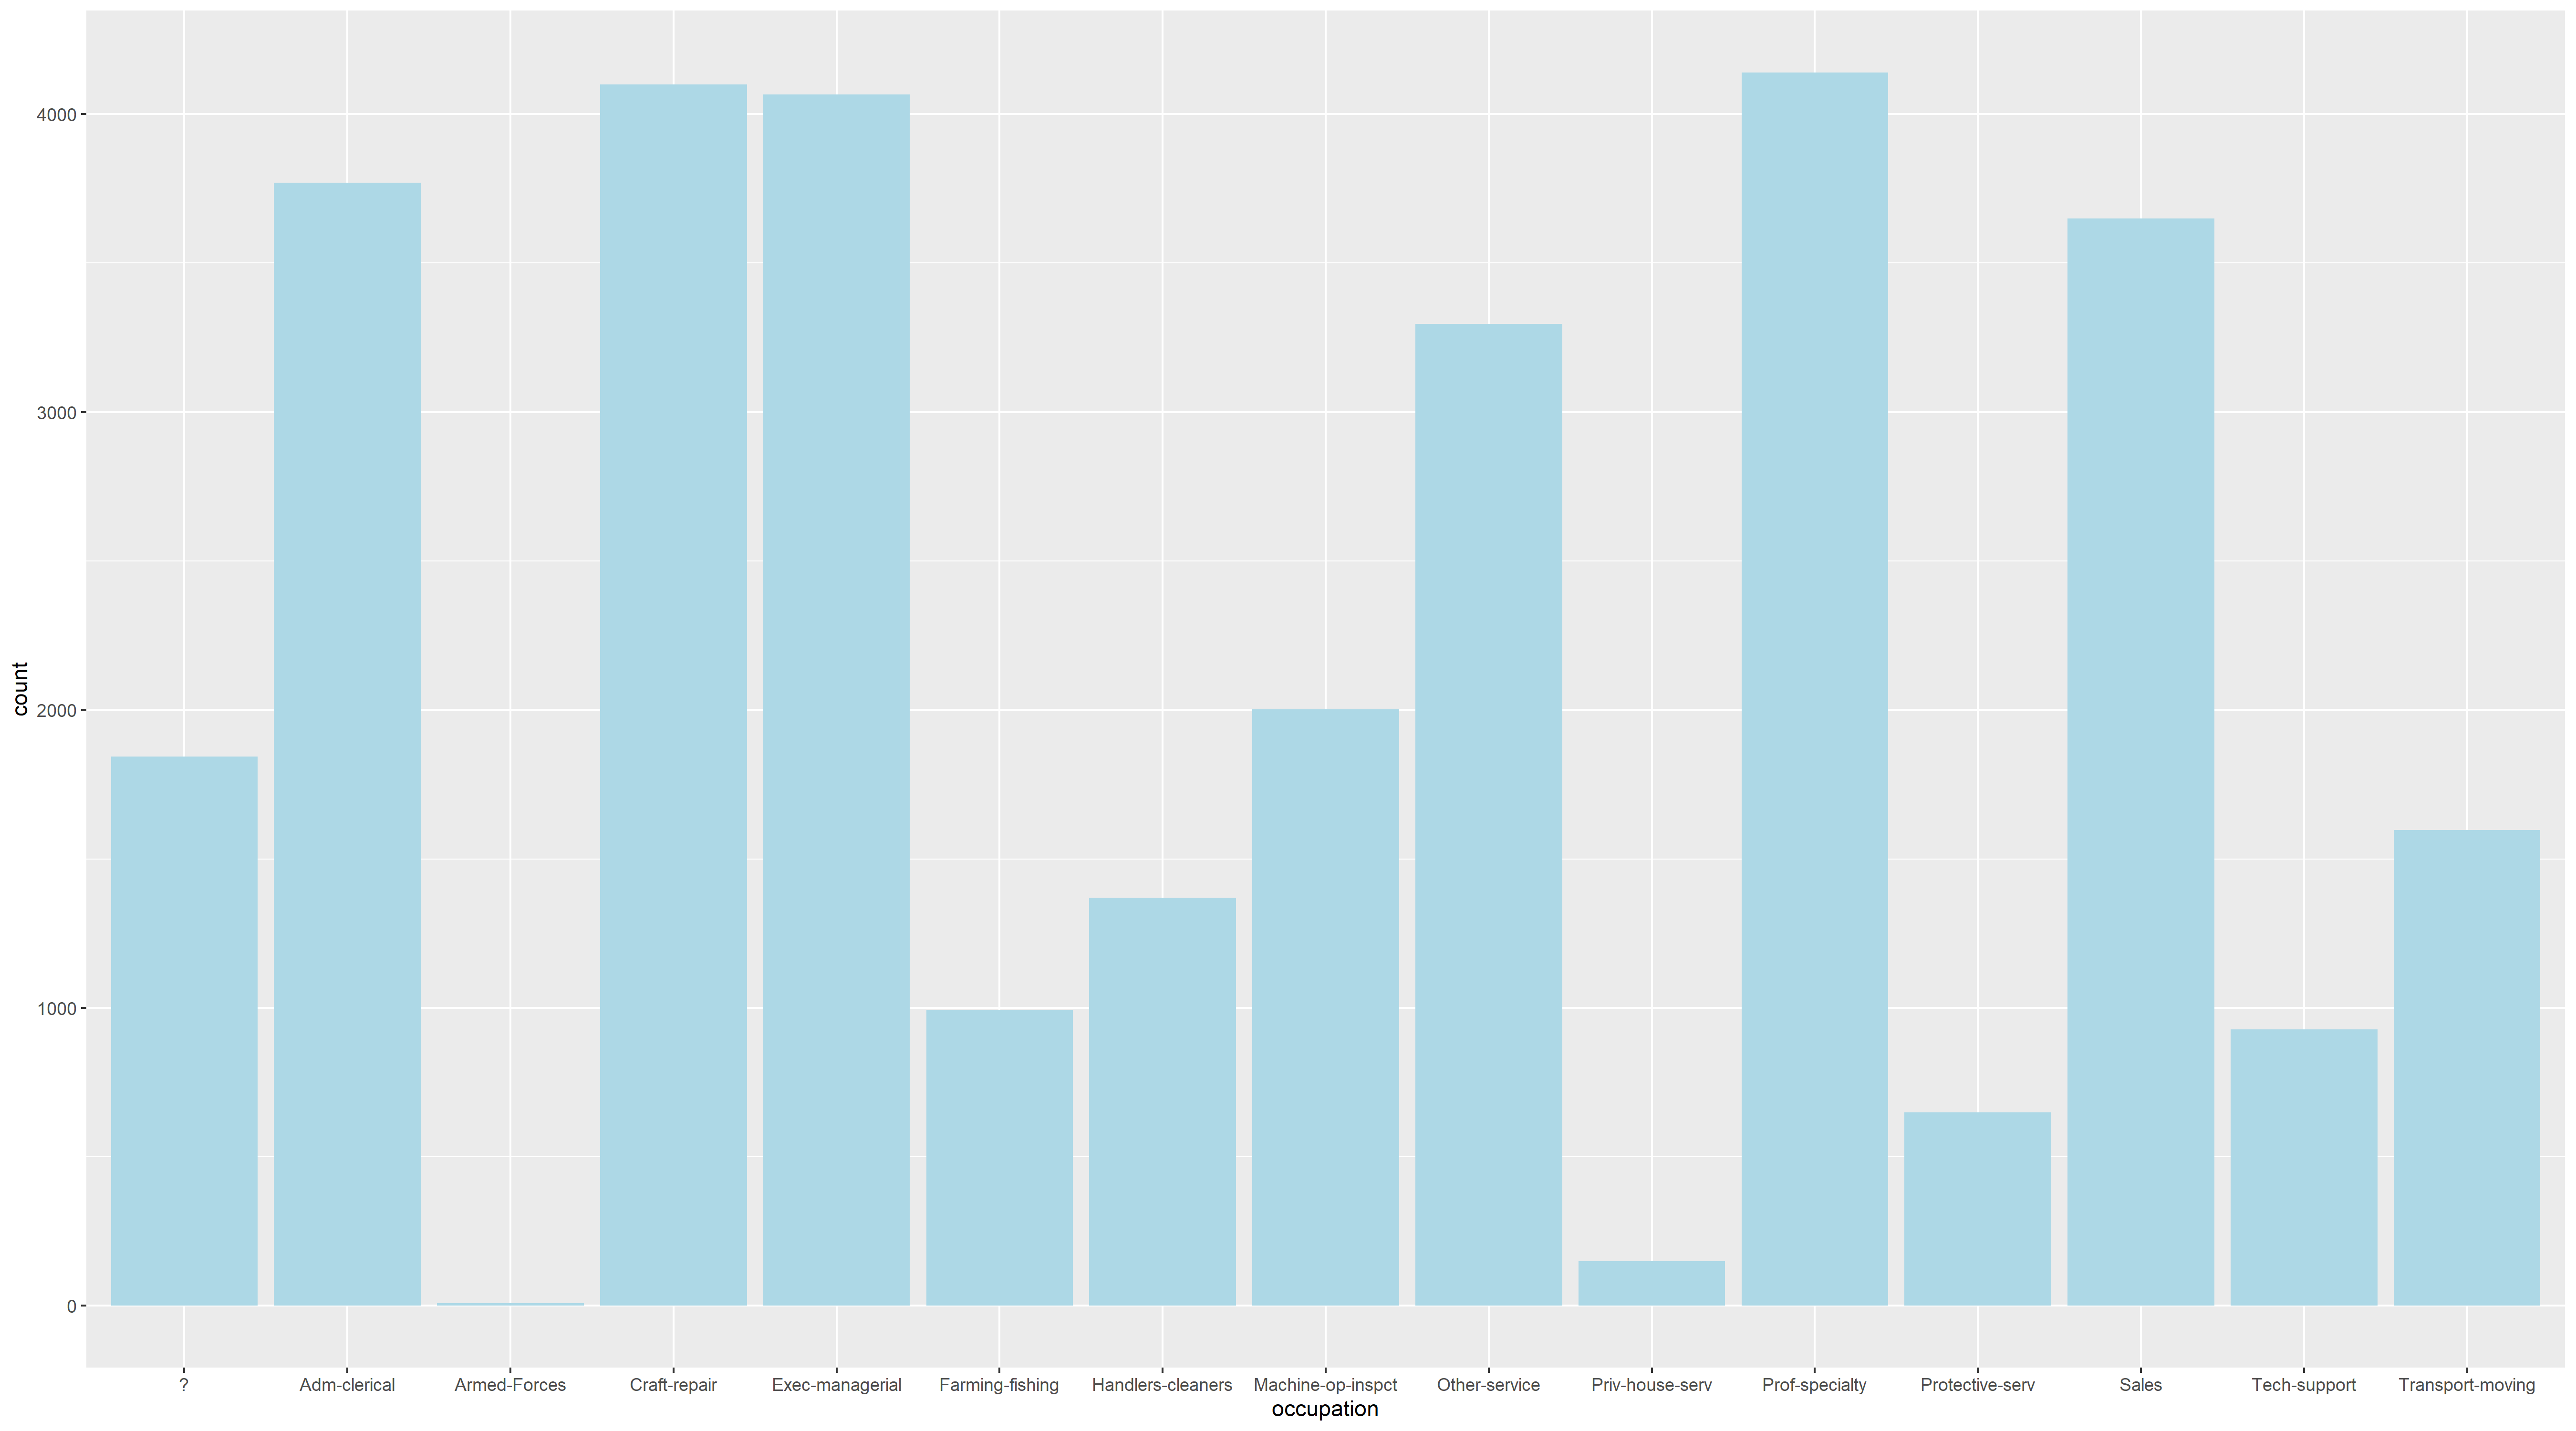 count
4000
3000
2000
1000
0
? Adm-clerical Armed-Forces Craft-repair Exec-managerial Farming-fishing Handlers-cleaners Machine-op-inspct Other-service Priv-house-serv Prof-specialty Protective-serv Sales Tech-support Transport-moving
occupation